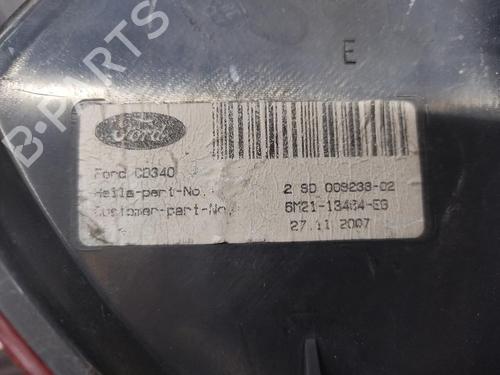 E
B-PARTS
Ford
Ford CD340
Hella-part-No. 2 SD 009233-02
Customer-part-No. 6M21-13404-EG
27.11.2007